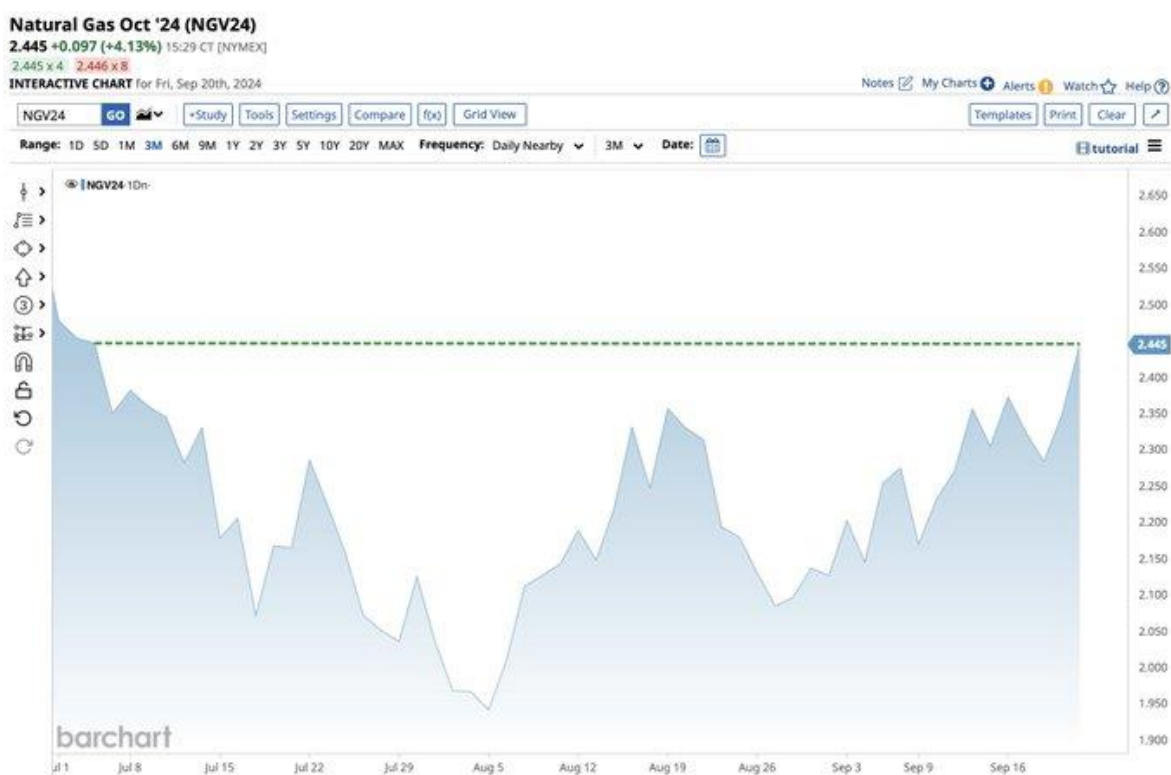 Natural Gas Oct '24 (NGV24)
2.445 +0.097 (+4.13%) 15:29 CT [NYMEX]
2.445 x 4 2.446 x 8
INTERACTIVE CHART for Fri, Sep 20th, 2024
Notes My Charts Alerts Watch Help
NGV24 GO +Study Tools Settings Compare f(x) Grid View Templates Print Clear
Range: 1D 5D 1M 3M 6M 9M 1Y 2Y 3Y 5Y 10Y 20Y MAX Frequency: Daily Nearby 3M Date: tutorial
NGV24 1Dn
3
2.650
2.600
2.550
2.500
2.445
2.400
2.350
2.300
2.250
2.200
2.150
2.100
2.050
2.000
1.950
1.900
barchart
ul 1 Jul 8 Jul 15 Jul 22 Jul 29 Aug 5 Aug 12 Aug 19 Aug 26 Sep 3 Sep 9 Sep 16